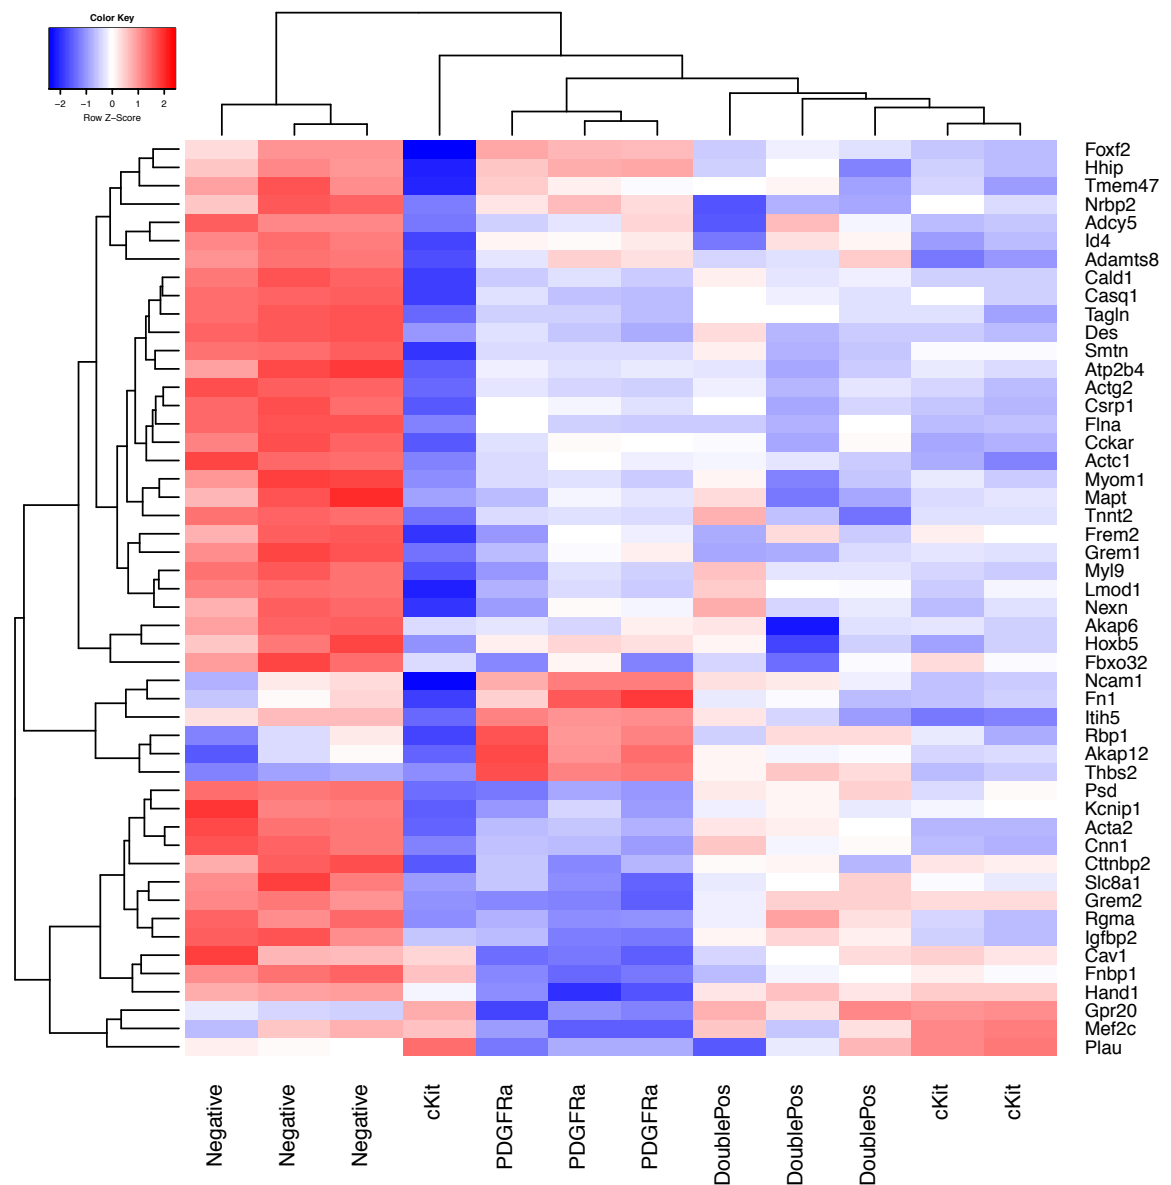 Color Key
−2 −1 0 1 2
Row Z−Score
Foxf2
Hhip
Tmem47
Nrbp2
Adcy5
Id4
Adamts8
Cald1
Casq1
Tagln
Des
Smtn
Atp2b4
Actg2
Csrp1
Flna
Cckar
Actc1
Myom1
Mapt
Tnnt2
Frem2
Grem1
Myl9
Lmod1
Nexn
Akap6
Hoxb5
Fbxo32
Ncam1
Fn1
Itih5
Rbp1
Akap12
Thbs2
Psd
Kcnip1
Acta2
Cnn1
Cttnbp2
Slc8a1
Grem2
Rgma
Igfbp2
Cav1
Fnbp1
Hand1
Gpr20
Mef2c
Plau
Negative
Negative
Negative
cKit
PDGFRa
PDGFRa
PDGFRa
DoublePos
DoublePos
DoublePos
cKit
cKit